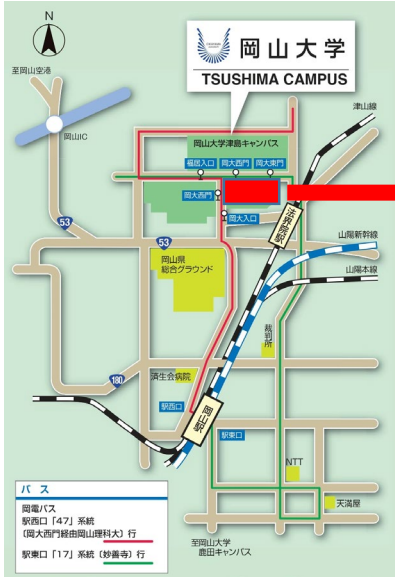 N
岡山大学
TSUSHIMA CAMPUS
至岡山空港
岡山IC
津山線
岡山大学津島キャンパス
福居入口
岡大西門
岡大東門
岡大西門
岡大入口
法界院駅
53
53
山陽新幹線
山陽本線
岡山県
総合グラウンド
裁判所
180
済生会病院
駅西口
岡山駅
駅東口
NTT
天満屋
至岡山大学
鹿田キャンパス
バス
岡電バス
駅西口「47」系統
〔岡大西門経由岡山理科大〕行
駅東口「17」系統〔妙善寺〕行